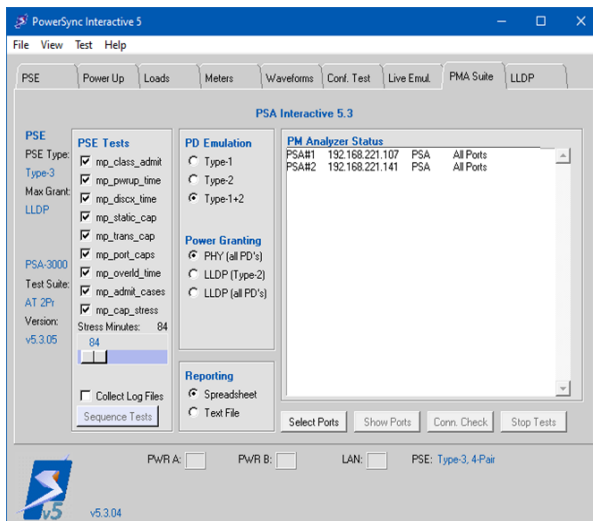 PowerSync Interactive 5
File View Test Help
PSE Power Up Loads Meters Waveforms Conf. Test Live Emul. PMA Suite LLDP
PSA Interactive 5.3
PSE
PSE Type:
Type-3
Max Grant:
LLDP
PSA-3000
Test Suite:
AT 2Pr
Version:
v5.3.05
PSE Tests
mp_class_admit
mp_pwrup_time
mp_discx_time
mp_static_cap
mp_trans_cap
mp_port_caps
mp_overld_time
mp_admit_cases
mp_cap_stress
Stress Minutes: 84
84
Collect Log Files
Sequence Tests
PD Emulation
Type-1
Type-2
Type-1+2
Power Granting
PHY (all PD's)
LLDP (Type-2)
LLDP (all PD's)
Reporting
Spreadsheet
Text File
PM Analyzer Status
PSA#1 192.168.221.107 PSA All Ports
PSA#2 192.168.221.141 PSA All Ports
Select Ports Show Ports Conn. Check Stop Tests
PWR A: PWR B: LAN: PSE: Type-3, 4-Pair
v5
v5.3.04